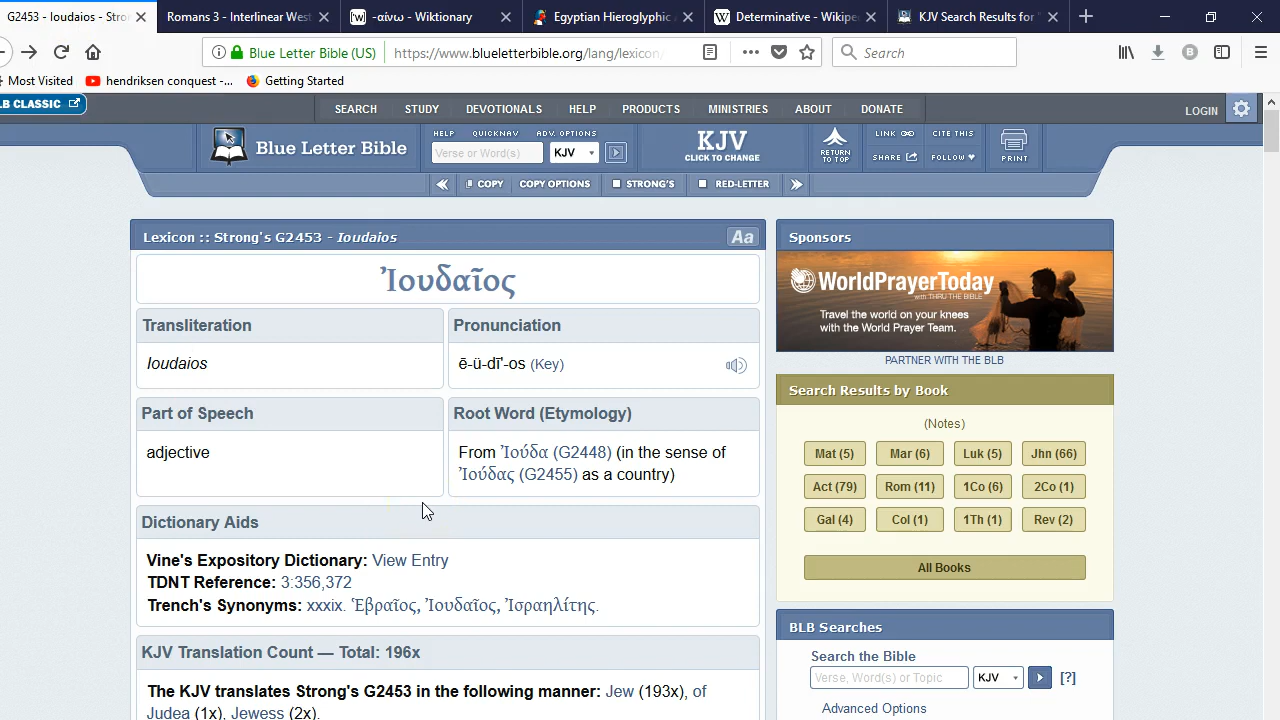 G2453 - Ioudaios - Strong's
Romans 3 - Interlinear West
-αίνω - Wiktionary
Egyptian Hieroglyphic
Determinative - Wikipe
KJV Search Results for "
Blue Letter Bible (US)
https://www.blueletterbible.org/lang/lexicon
Search
Most Visited
hendriksen conquest -...
Getting Started
LB CLASSIC
SEARCH
STUDY
DEVOTIONALS
HELP
PRODUCTS
MINISTRIES
ABOUT
DONATE
LOGIN
Blue Letter Bible
HELP
QUICKNAV
ADV. OPTIONS
Verse or Word(s)
KJV
KJV
CLICK TO CHANGE
RETURN
TO TOP
LINK
CITE THIS
SHARE
FOLLOW
PRINT
COPY
COPY OPTIONS
STRONG'S
RED-LETTER
Lexicon :: Strong's G2453 - Ioudaios
Aa
Ἰουδαῖος
Transliteration
Ioudaios
Pronunciation
ē-ü-dī'-os (Key)
Part of Speech
adjective
Root Word (Etymology)
From Ἰούδα (G2448) (in the sense of
Ἰούδας (G2455) as a country)
Dictionary Aids
Vine's Expository Dictionary: View Entry
TDNT Reference: 3:356,372
Trench's Synonyms: xxxix. Ἑβραῖος, Ἰουδαῖος, Ἰσραηλίτης.
KJV Translation Count — Total: 196x
The KJV translates Strong's G2453 in the following manner: Jew (193x), of
Judea (1x), Jewess (2x).
Sponsors
WorldPrayerToday
with THRU THE BIBLE
Travel the world on your knees
with the World Prayer Team.
PARTNER WITH THE BLB
Search Results by Book
(Notes)
Mat (5)
Mar (6)
Luk (5)
Jhn (66)
Act (79)
Rom (11)
1Co (6)
2Co (1)
Gal (4)
Col (1)
1Th (1)
Rev (2)
All Books
BLB Searches
Search the Bible
Verse, Word(s) or Topic
KJV
[?]
Advanced Options